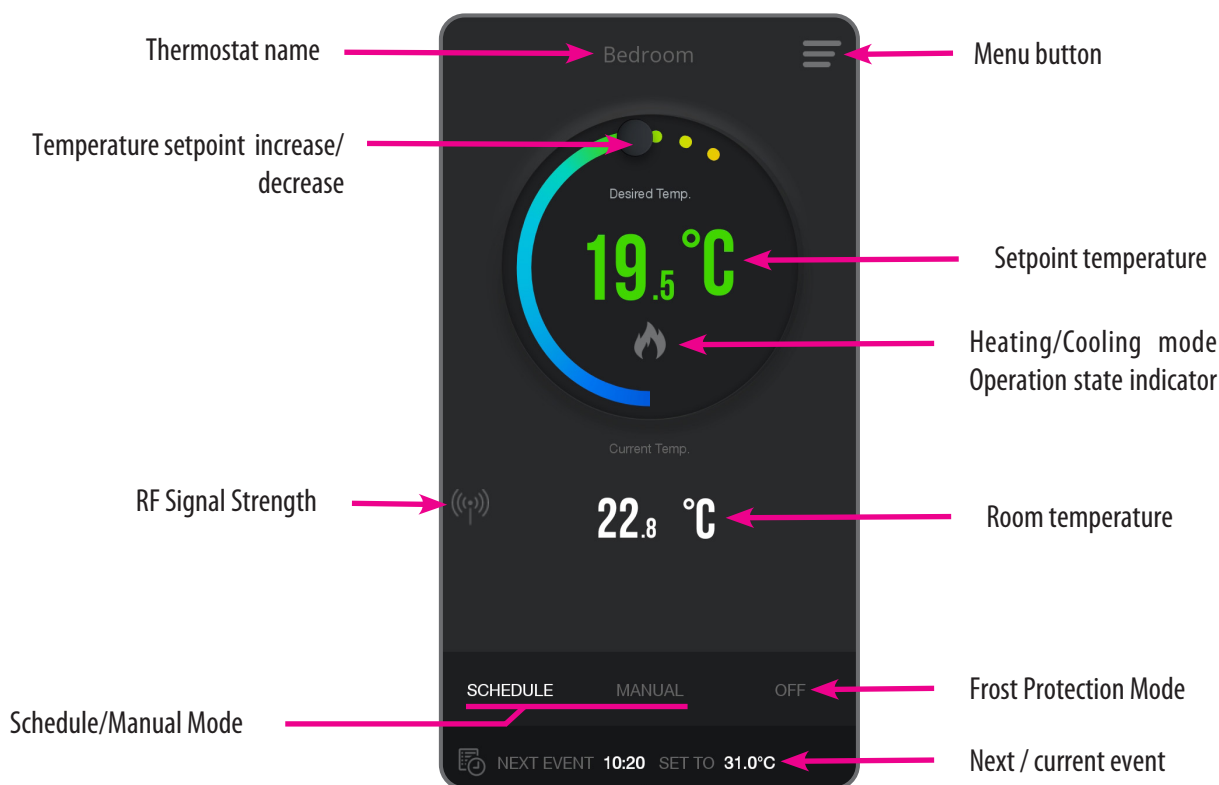 Thermostat name
Bedroom
Menu button
Temperature setpoint increase/
decrease
Desired Temp.
19.5 °C
Setpoint temperature
Heating/Cooling mode
Operation state indicator
Current Temp.
RF Signal Strength
22.8 °C
Room temperature
SCHEDULE MANUAL OFF
Frost Protection Mode
Schedule/Manual Mode
NEXT EVENT 10:20 SET TO 31.0°C
Next / current event